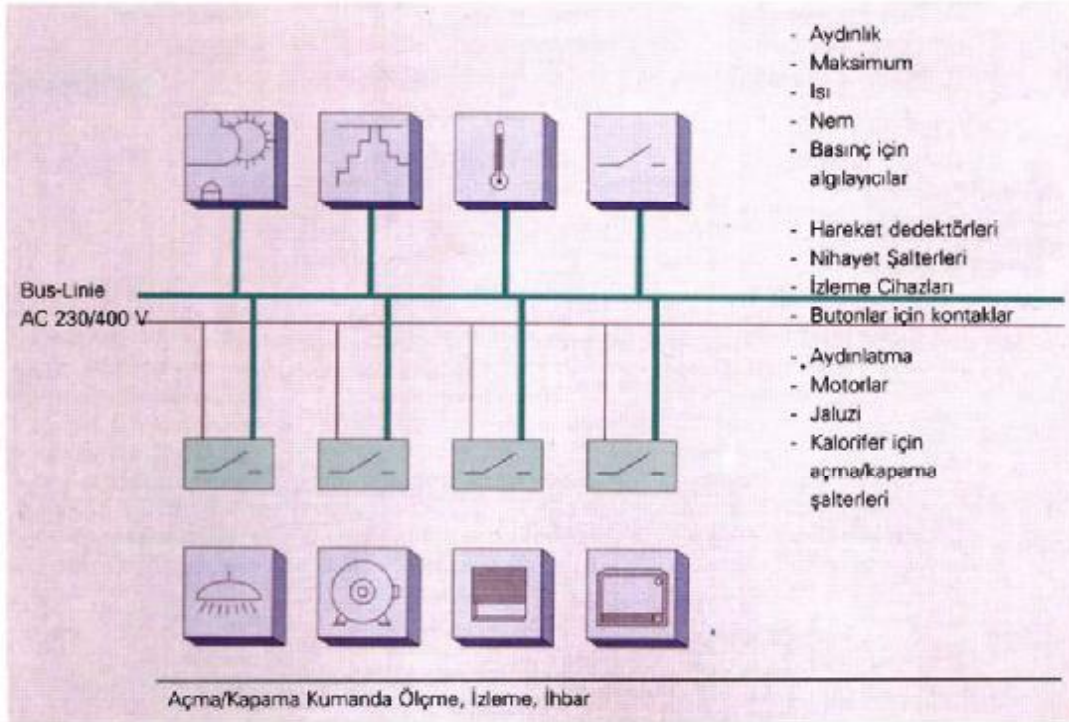 - Aydınlık
- Maksimum
- Isı
- Nem
- Basınç için
algılayıcılar
- Hareket dedektörleri
- Nihayet Şalterleri
- İzleme Cihazları
- Butonlar için kontaklar
Bus-Linie
AC 230/400 V
- Aydınlatma
- Motorlar
- Jaluzi
- Kalorifer için
açma/kapama
şalterleri
Açma/Kapama Kumanda Ölçme, İzleme, İhbar